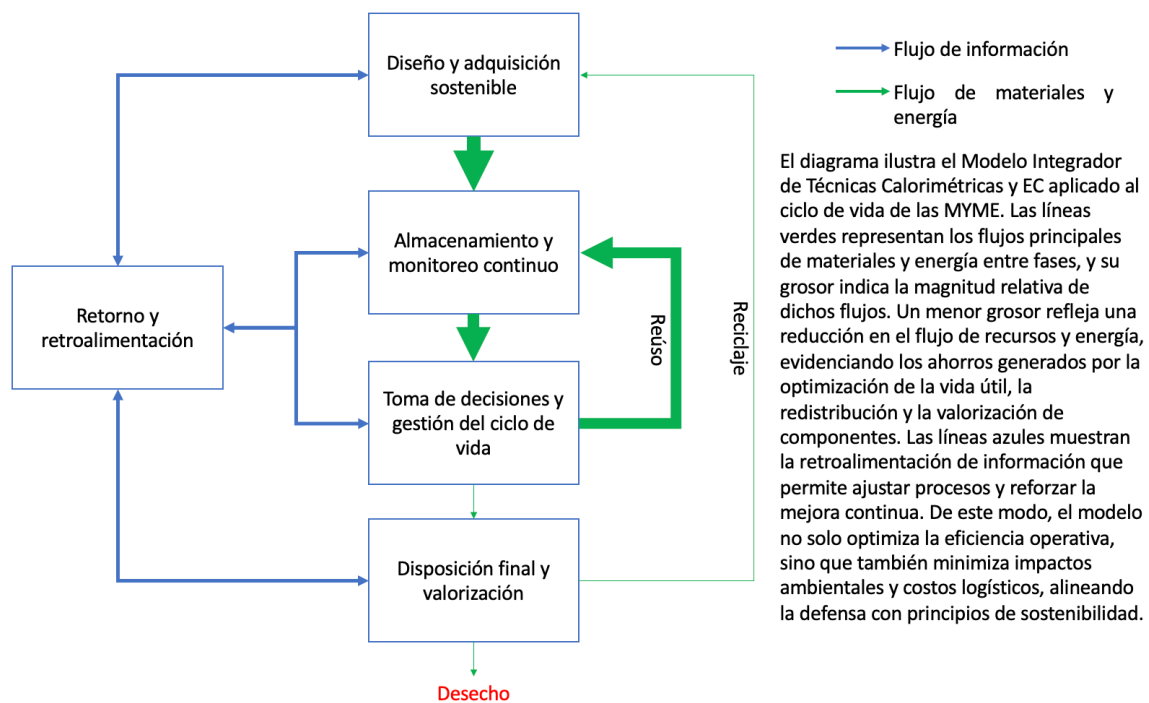 Diseño y adquisición
sostenible
Almacenamiento y
monitoreo continuo
Retorno y
retroalimentación
Toma de decisiones y
gestión del ciclo de
vida
Disposición final y
valorización
Desecho
Reúso
Reciclaje
Flujo de información
Flujo de materiales y
energía
El diagrama ilustra el Modelo Integrador
de Técnicas Calorimétricas y EC aplicado al
ciclo de vida de las MYME. Las líneas
verdes representan los flujos principales
de materiales y energía entre fases, y su
grosor indica la magnitud relativa de
dichos flujos. Un menor grosor refleja una
reducción en el flujo de recursos y energía,
evidenciando los ahorros generados por la
optimización de la vida útil, la
redistribución y la valorización de
componentes. Las líneas azules muestran
la retroalimentación de información que
permite ajustar procesos y reforzar la
mejora continua. De este modo, el modelo
no solo optimiza la eficiencia operativa,
sino que también minimiza impactos
ambientales y costos logísticos, alineando
la defensa con principios de sostenibilidad.